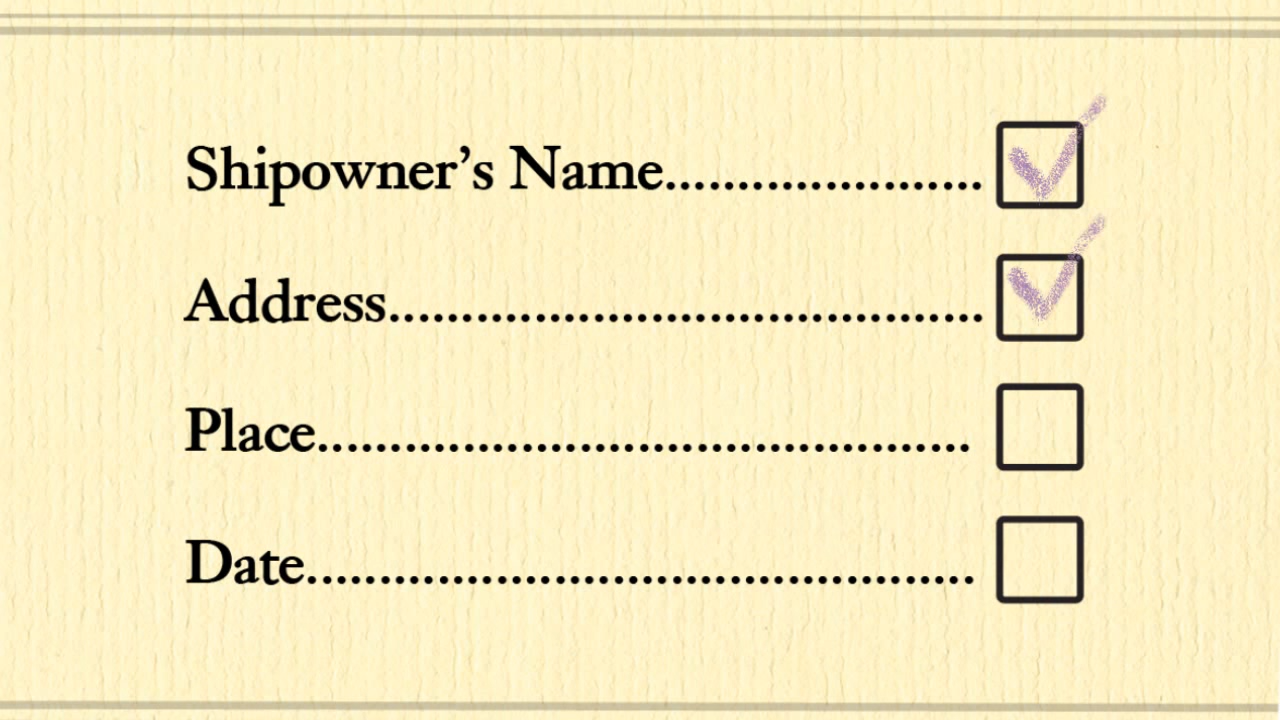 Shipowner’s Name......................
Address.........................................
Place.............................................
Date..............................................